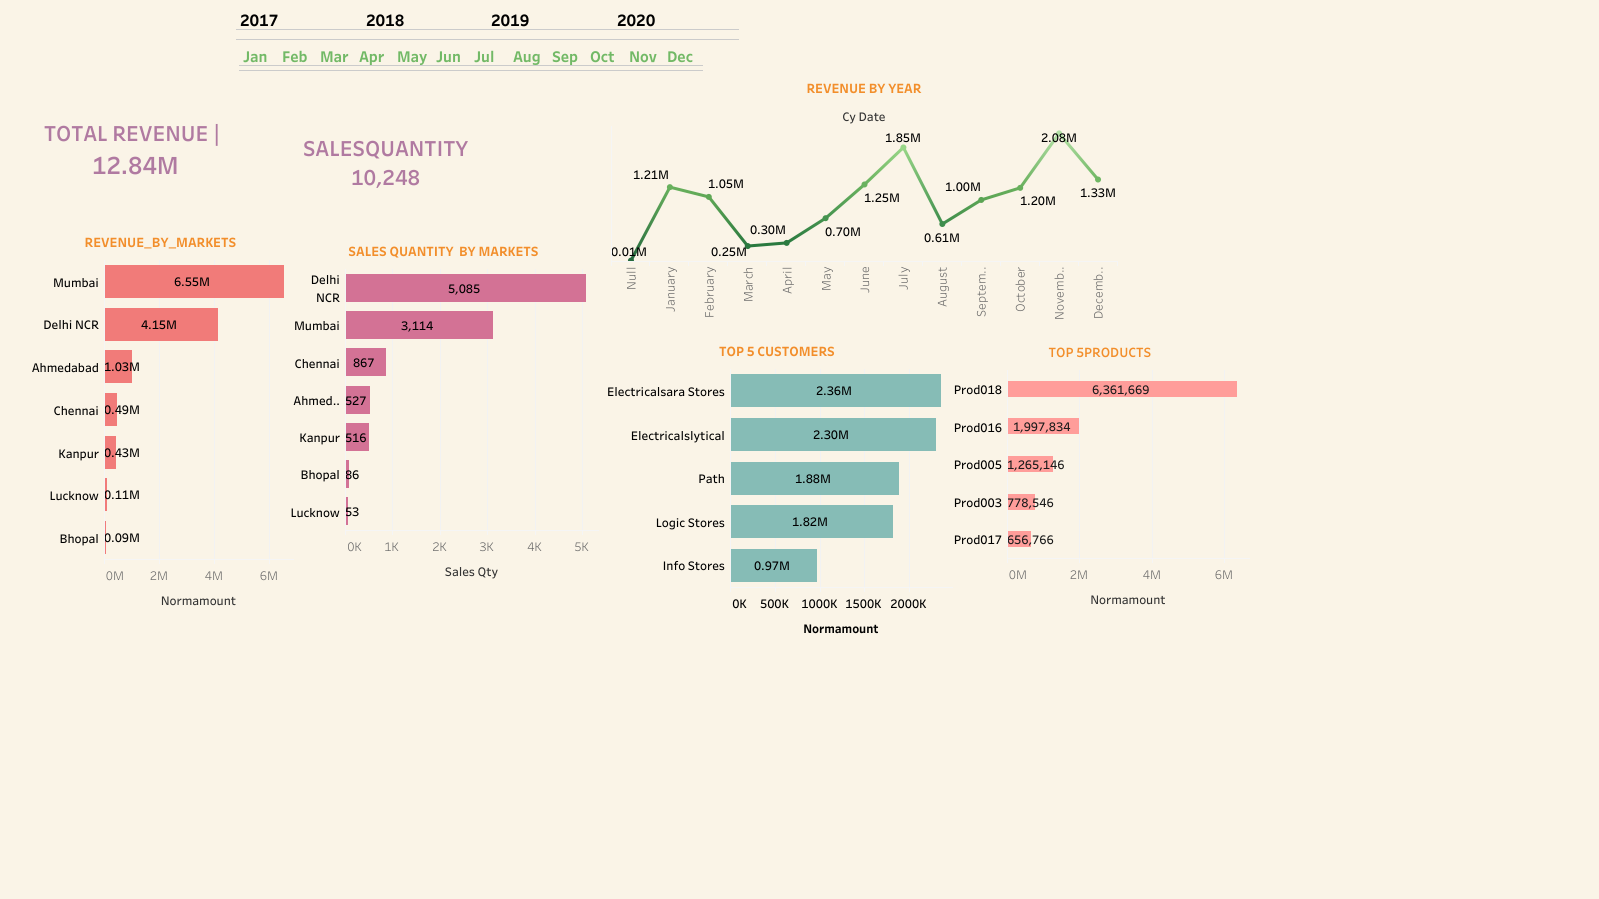 2017 2018 2019 2020
Jan Feb Mar Apr May Jun Jul Aug Sep Oct Nov Dec
TOTAL REVENUE |
12.84M
SALESQUANTITY
10,248
REVENUE BY YEAR
Cy Date
0.01M
1.21M
1.05M
0.25M
0.30M
0.70M
1.25M
1.85M
0.61M
1.00M
1.20M
2.08M
1.33M
Null
January
February
March
April
May
June
July
August
Septem..
October
Novemb..
Decemb..
REVENUE_BY_MARKETS
Mumbai 6.55M
Delhi NCR 4.15M
Ahmedabad 1.03M
Chennai 0.49M
Kanpur 0.43M
Lucknow 0.11M
Bhopal 0.09M
0M 2M 4M 6M
Normamount
SALES QUANTITY  BY MARKETS
Delhi
NCR
5,085
Mumbai 3,114
Chennai 867
Ahmed.. 527
Kanpur 516
Bhopal 86
Lucknow 53
0K 1K 2K 3K 4K 5K
Sales Qty
TOP 5 CUSTOMERS
Electricalsara Stores 2.36M
Electricalslytical 2.30M
Path 1.88M
Logic Stores 1.82M
Info Stores 0.97M
0K 500K 1000K 1500K 2000K
Normamount
TOP 5PRODUCTS
Prod018 6,361,669
Prod016 1,997,834
Prod005 1,265,146
Prod003 778,546
Prod017 656,766
0M 2M 4M 6M
Normamount